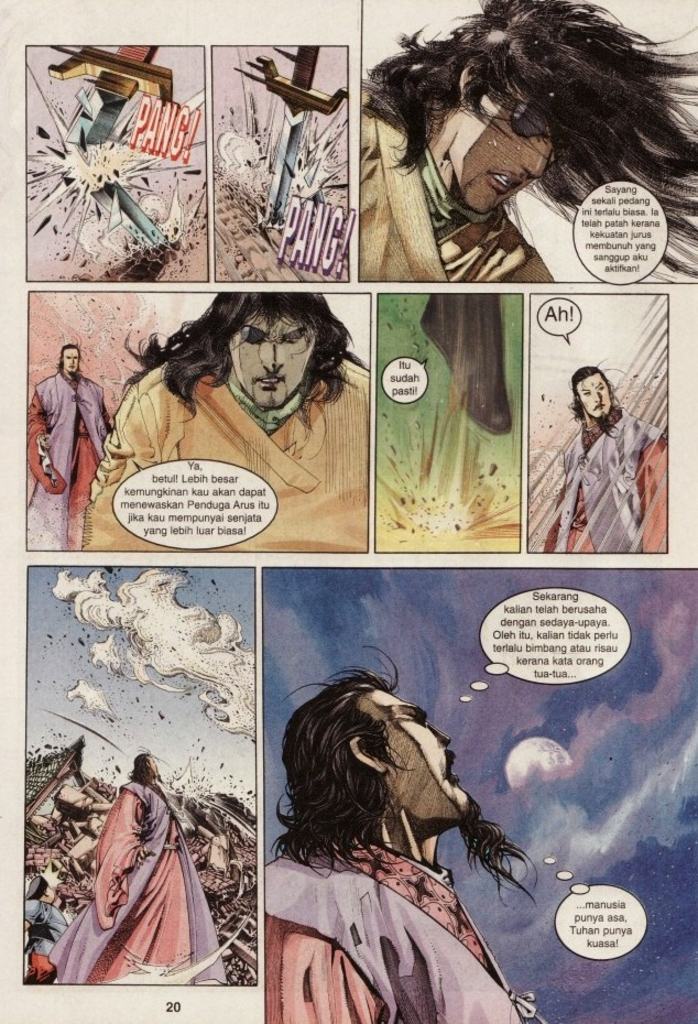 PANG!
PANG!
Sayang
sekali pedang
ini terlalu biasa. Ia
telah patah kerana
kekuatan jurus
membunuh yang
sanggup aku
aktifkan!
Ya,
betul! Lebih besar
kemungkinan kau akan dapat
menewaskan Penduga Arus itu
jika kau mempunyai senjata
yang lebih luar biasa!
Itu
sudah
pasti!
Ah!
Sekarang
kalian telah berusaha
dengan sedaya-upaya.
Oleh itu, kalian tidak perlu
terlalu bimbang atau risau
kerana kata orang
tua-tua...
...manusia
punya asa,
Tuhan punya
kuasa!
20